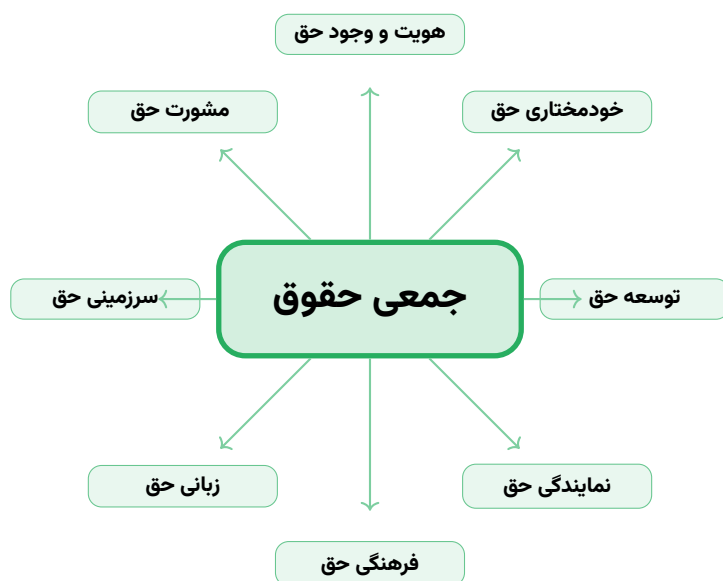 هویت و وجود حق
خودمختاری حق
مشورت حق
جمعی حقوق
توسعه حق
سرزمینی حق
نمایندگی حق
زبانی حق
فرهنگی حق